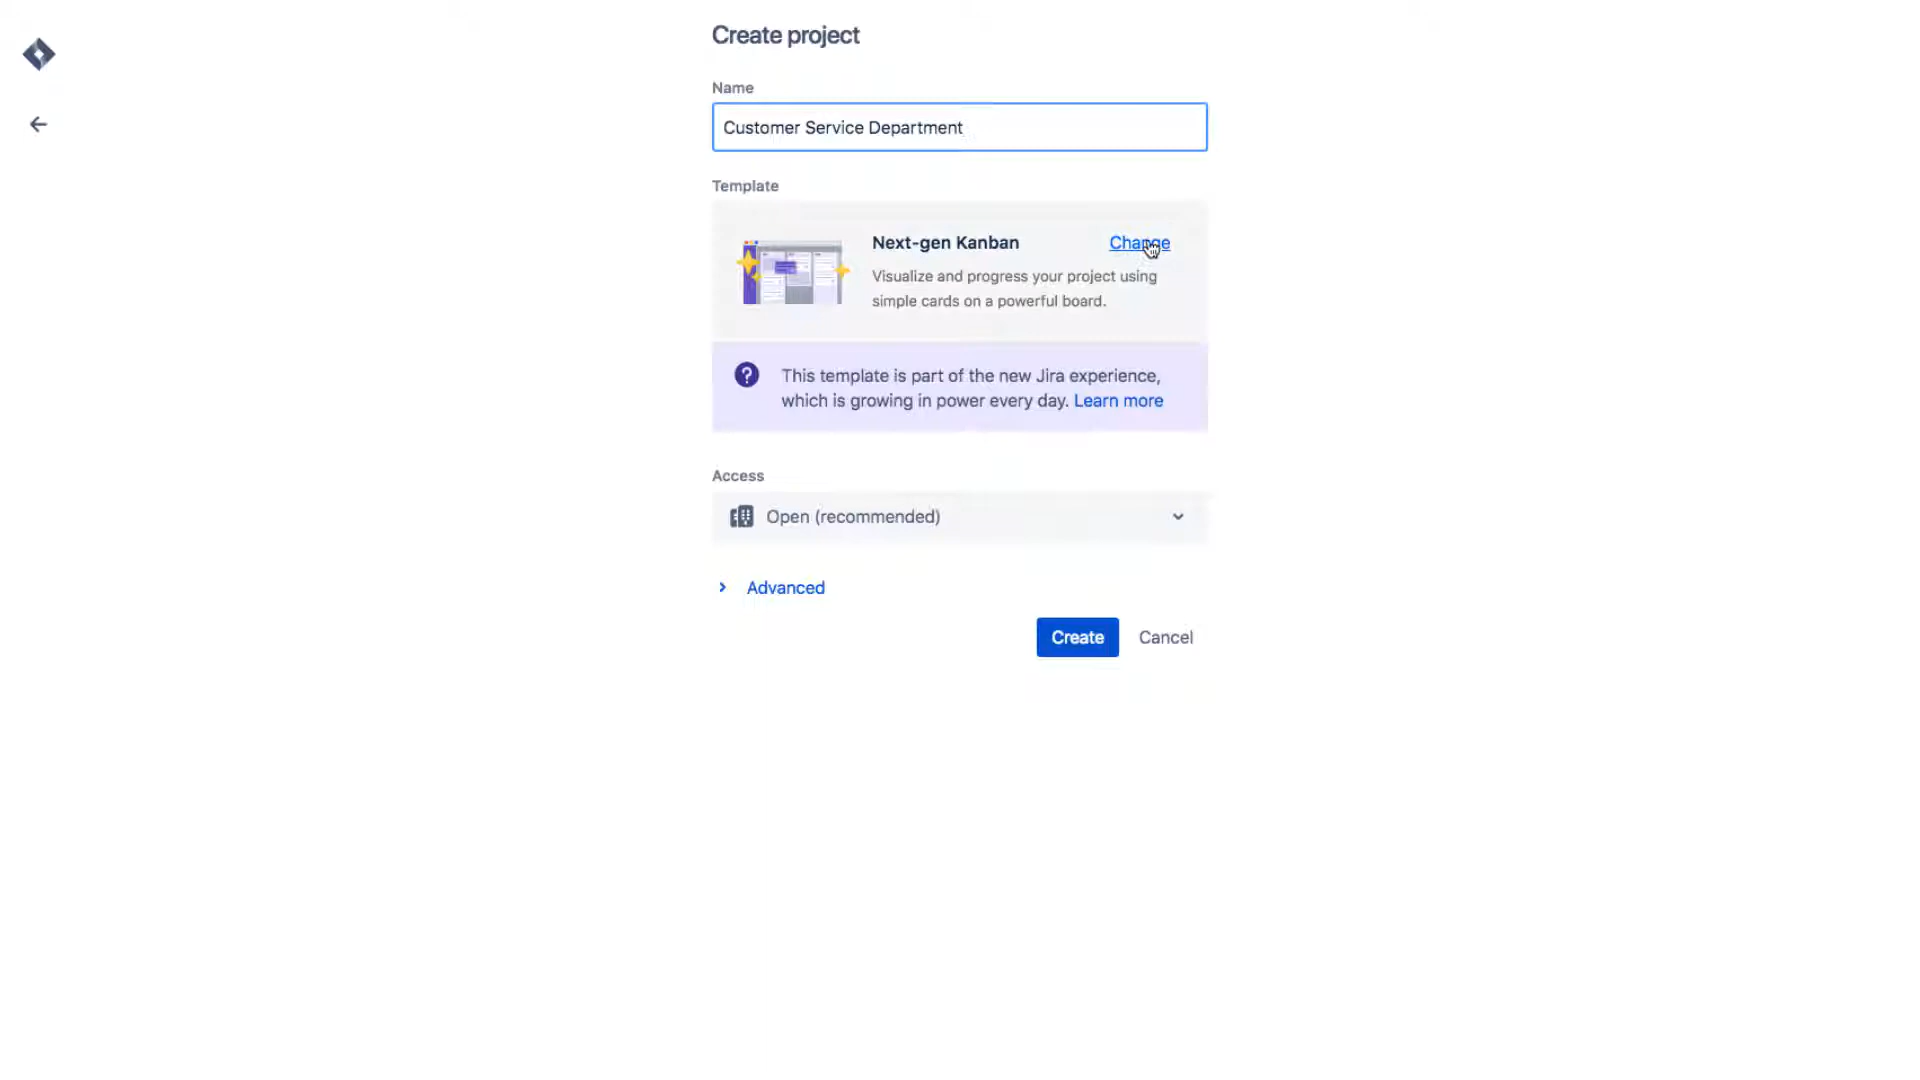 Create project
Name
Customer Service Department
Template
Next-gen Kanban
Change
Visualize and progress your project using
simple cards on a powerful board.
This template is part of the new Jira experience,
which is growing in power every day. Learn more
Access
Open (recommended)
Advanced
Create
Cancel